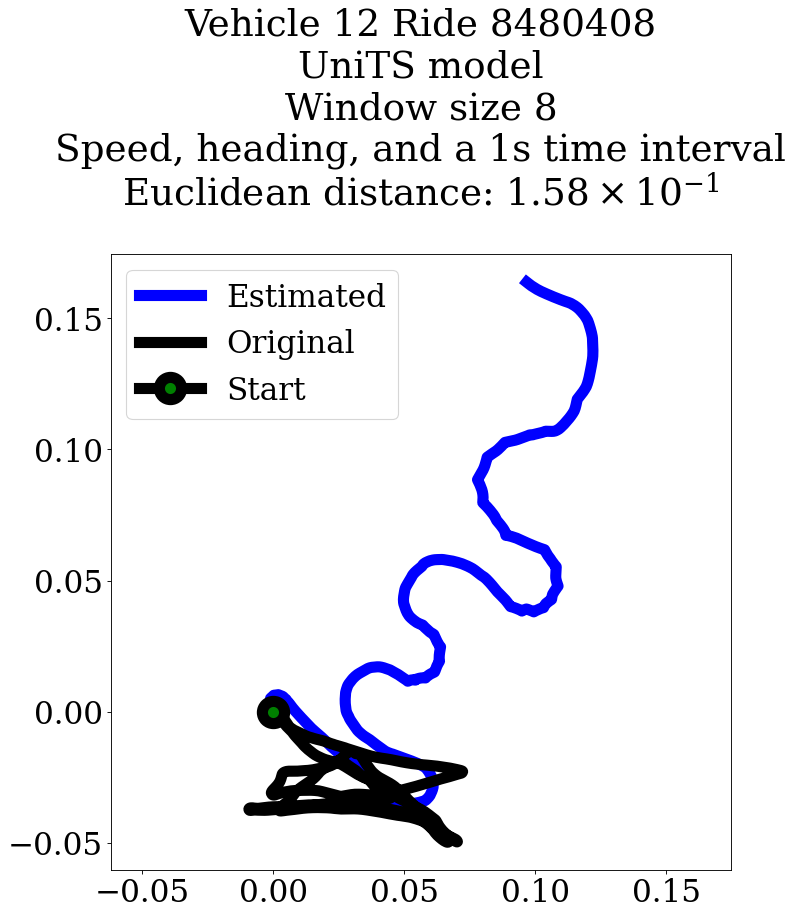 Vehicle 12 Ride 8480408
UniTS model
Window size 8
Speed, heading, and a 1s time interval
Euclidean distance: 1.58 × 10⁻¹
Estimated
Original
Start
0.15
0.10
0.05
0.00
−0.05
−0.05 0.00 0.05 0.10 0.15